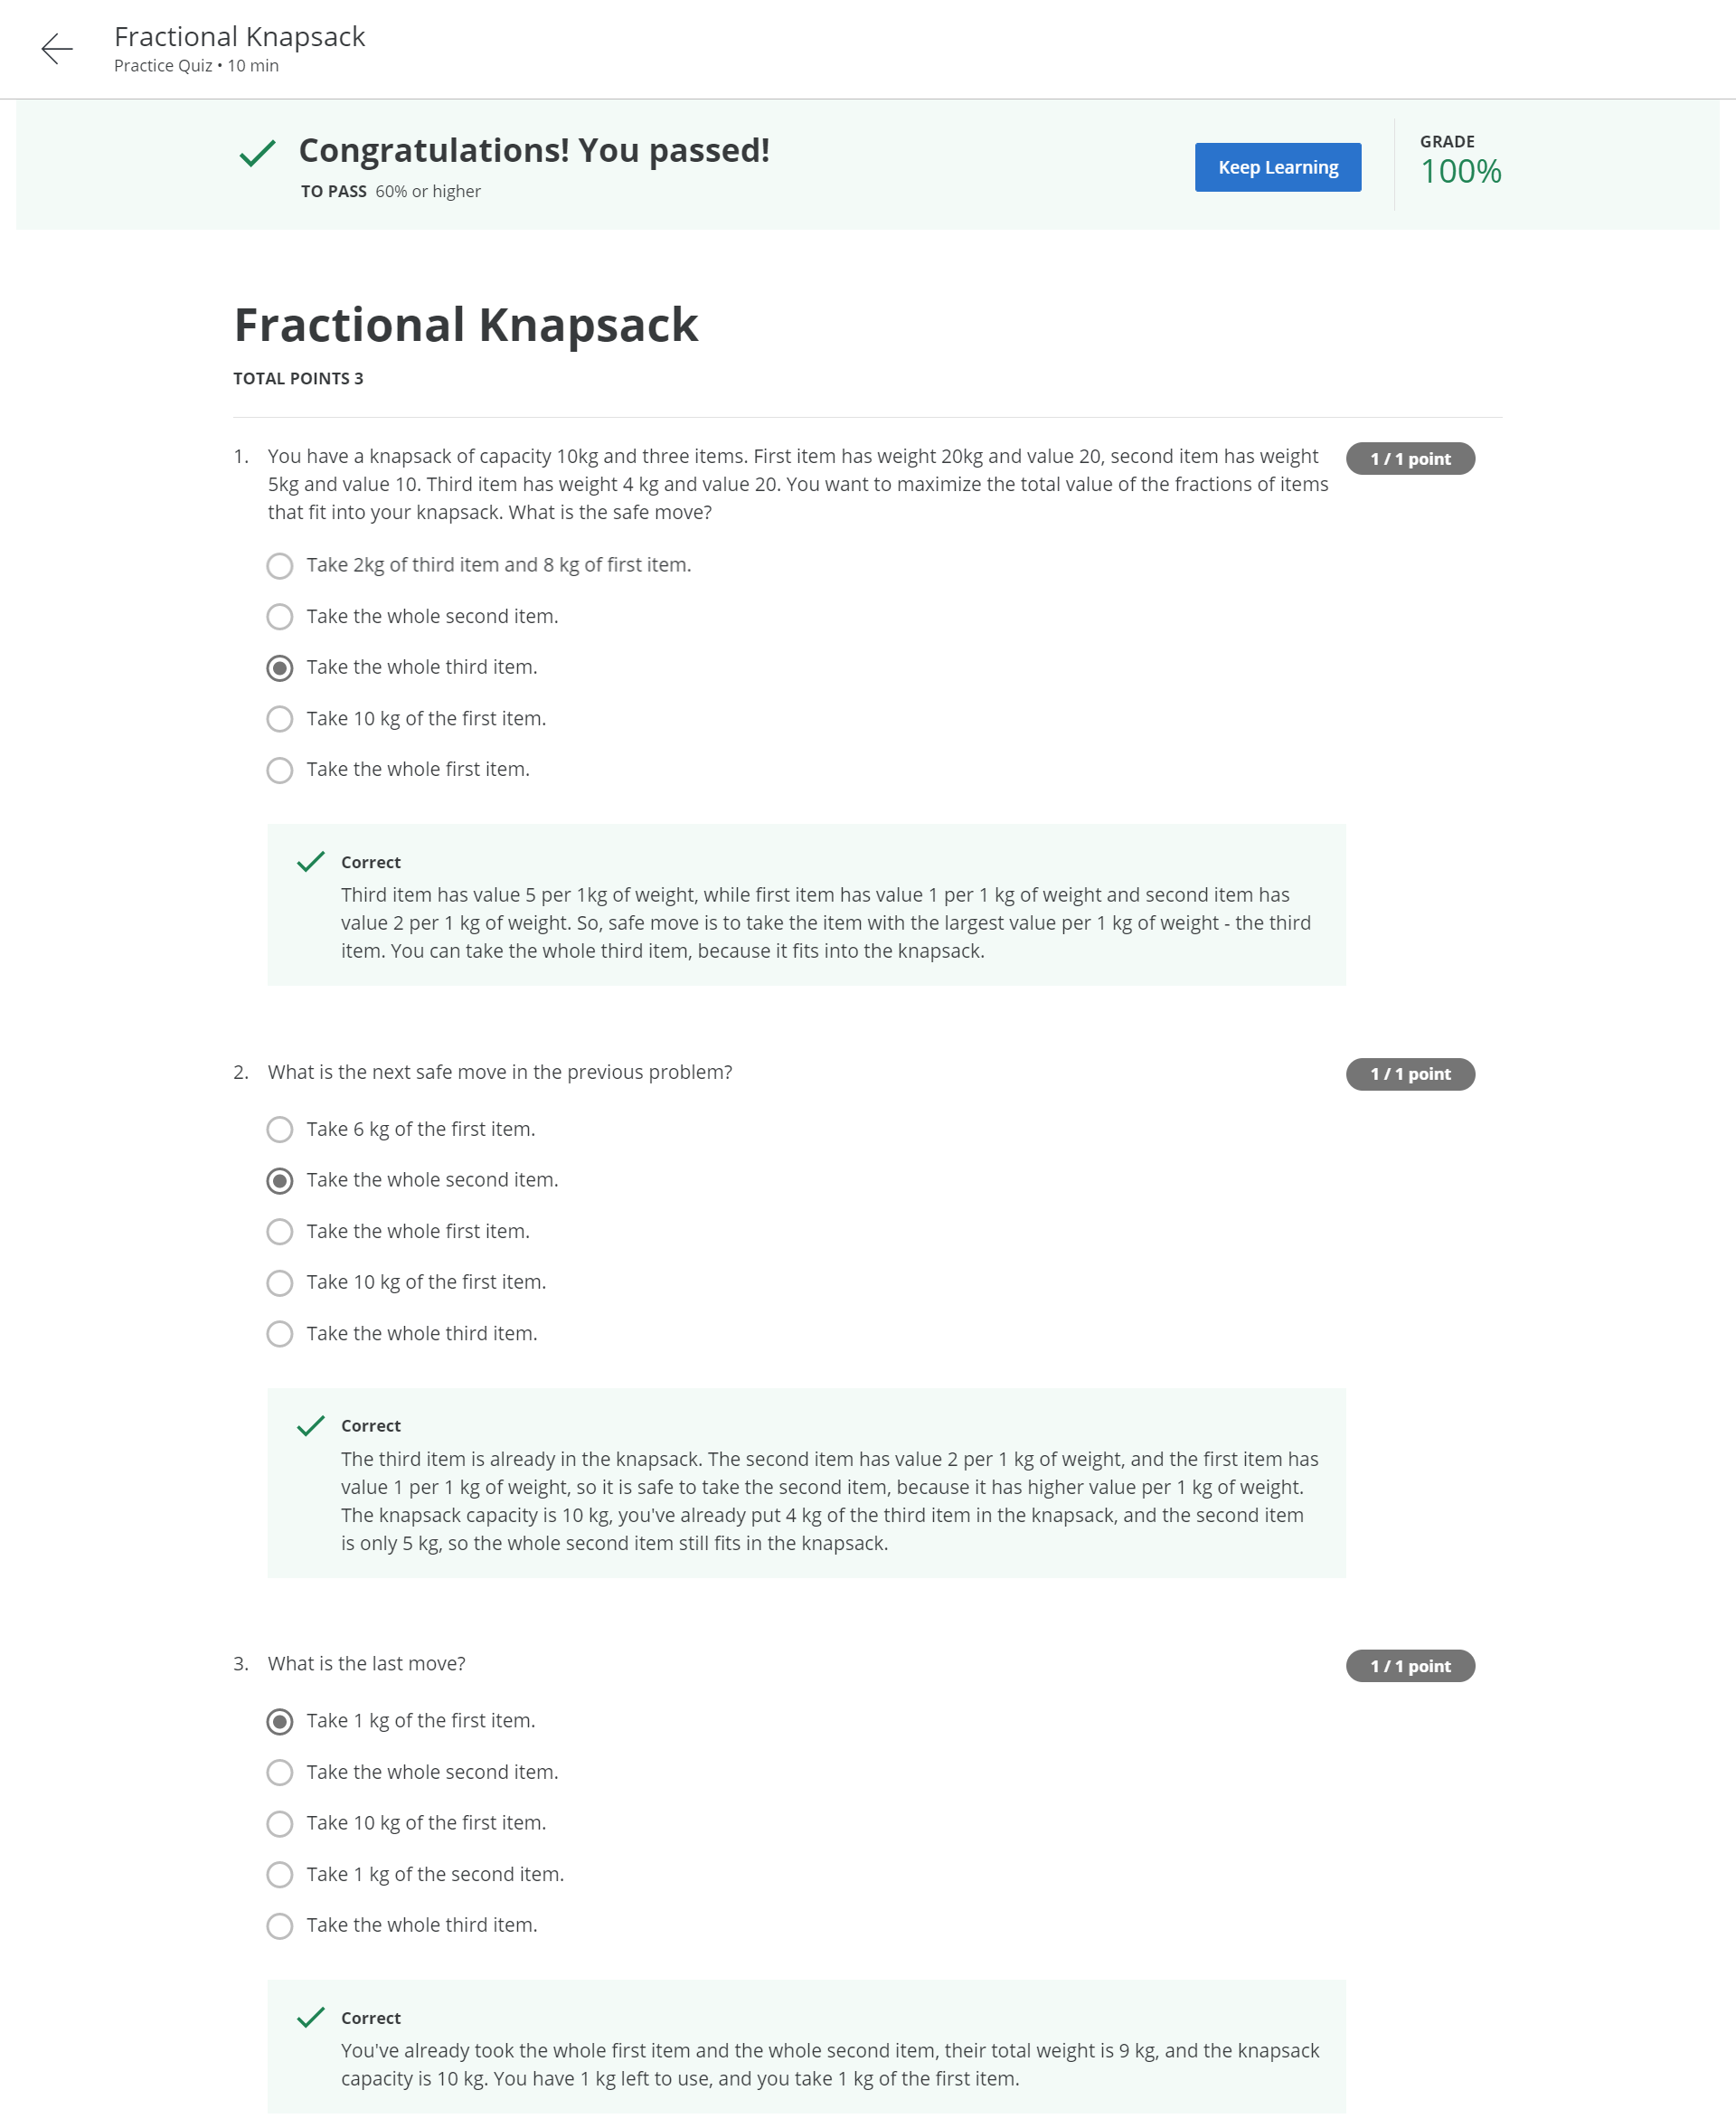 Fractional Knapsack
Practice Quiz • 10 min
Congratulations! You passed!
TO PASS 60% or higher
Keep Learning
GRADE
100%
Fractional Knapsack
TOTAL POINTS 3
1. You have a knapsack of capacity 10kg and three items. First item has weight 20kg and value 20, second item has weight
5kg and value 10. Third item has weight 4 kg and value 20. You want to maximize the total value of the fractions of items
that fit into your knapsack. What is the safe move?
1 / 1 point
Take 2kg of third item and 8 kg of first item.
Take the whole second item.
Take the whole third item.
Take 10 kg of the first item.
Take the whole first item.
Correct
Third item has value 5 per 1kg of weight, while first item has value 1 per 1 kg of weight and second item has
value 2 per 1 kg of weight. So, safe move is to take the item with the largest value per 1 kg of weight - the third
item. You can take the whole third item, because it fits into the knapsack.
2. What is the next safe move in the previous problem?
1 / 1 point
Take 6 kg of the first item.
Take the whole second item.
Take the whole first item.
Take 10 kg of the first item.
Take the whole third item.
Correct
The third item is already in the knapsack. The second item has value 2 per 1 kg of weight, and the first item has
value 1 per 1 kg of weight, so it is safe to take the second item, because it has higher value per 1 kg of weight.
The knapsack capacity is 10 kg, you've already put 4 kg of the third item in the knapsack, and the second item
is only 5 kg, so the whole second item still fits in the knapsack.
3. What is the last move?
1 / 1 point
Take 1 kg of the first item.
Take the whole second item.
Take 10 kg of the first item.
Take 1 kg of the second item.
Take the whole third item.
Correct
You've already took the whole first item and the whole second item, their total weight is 9 kg, and the knapsack
capacity is 10 kg. You have 1 kg left to use, and you take 1 kg of the first item.